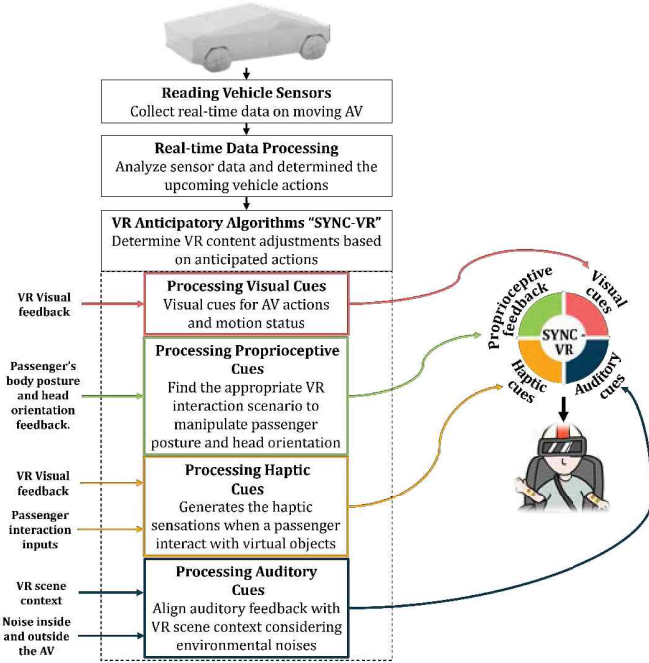 Reading Vehicle Sensors
Collect real-time data on moving AV
Real-time Data Processing
Analyze sensor data and determined the
upcoming vehicle actions
VR Anticipatory Algorithms “SYNC-VR”
Determine VR content adjustments based
on anticipated actions
VR Visual
feedback
Processing Visual Cues
Visual cues for AV actions
and motion status
Passenger’s
body posture
and head
orientation
feedback.
Processing Proprioceptive
Cues
Find the appropriate VR
interaction scenario to
manipulate passenger
posture and head orientation
VR Visual
feedback
Passenger
interaction
inputs
Processing Haptic
Cues
Generates the haptic
sensations when a passenger
interact with virtual objects
VR scene
context
Noise inside
and outside
the AV
Processing Auditory
Cues
Align auditory feedback with
VR scene context considering
environmental noises
Proprioceptive
feedback
Visual
cues
SYNC -
VR
Haptic
cues
Auditory
cues